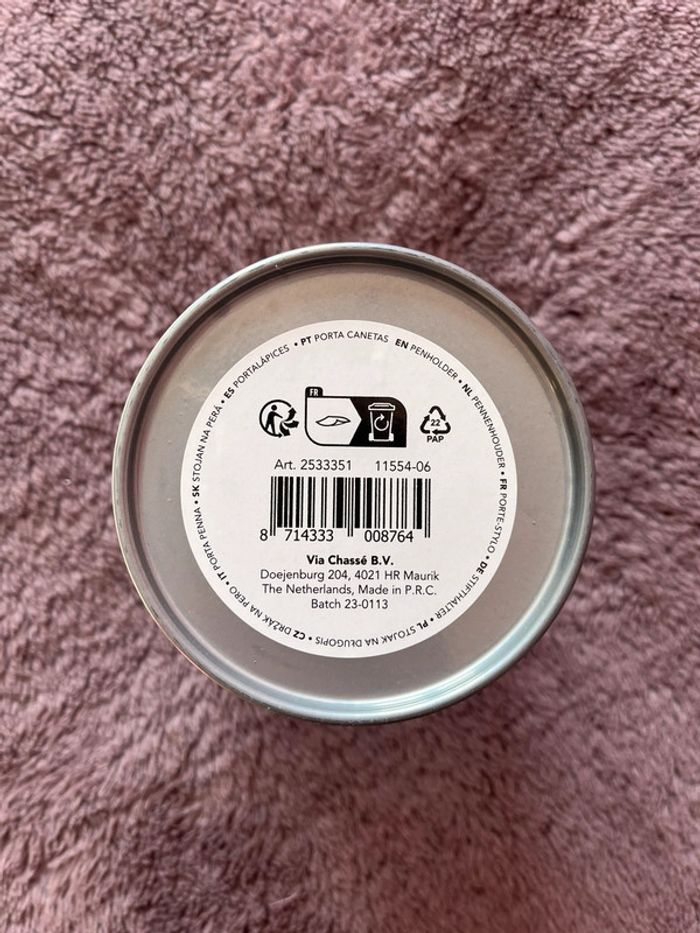 • PT PORTA CANETAS EN PENHOLDER • NL PENNENHOUDER • FR PORTE-STYLO • DE STIFTHALTER • PL STOJAK NA DŁUGOPIS • CZ DRŽÁK NA PERO • IT PORTA PENNA • SK STOJAN NA PERÁ • ES PORTALÁPICES
FR
22
PAP
Art. 2533351 11554-06
8 714333 008764
Via Chassé B.V.
Doejenburg 204, 4021 HR Maurik
The Netherlands, Made in P.R.C.
Batch 23-0113